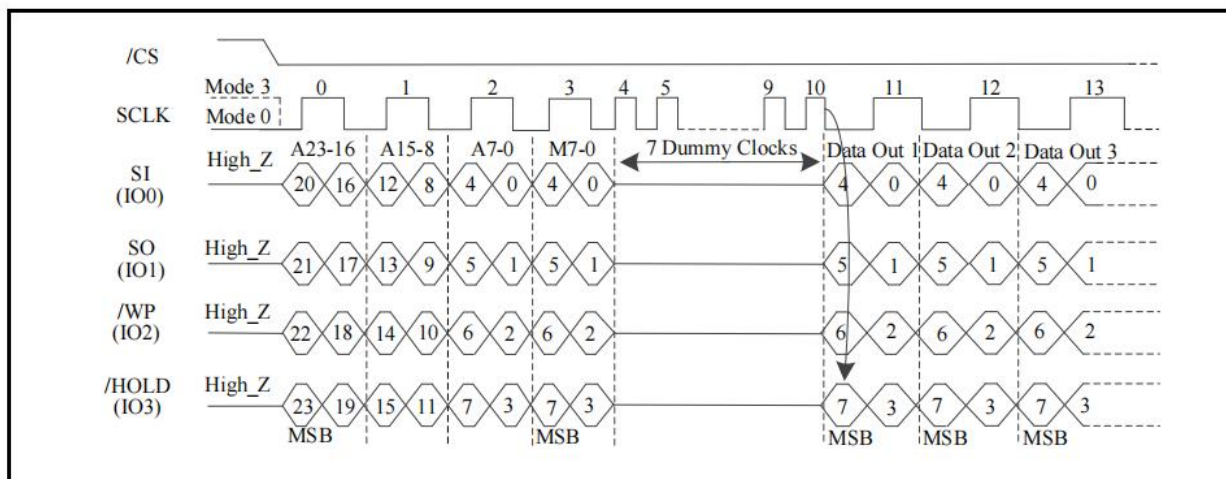 /CS
Mode 3 0 1 2 3 4 5 9 10 11 12 13
SCLK Mode 0
A23-16 A15-8 A7-0 M7-0 7 Dummy Clocks Data Out 1 Data Out 2 Data Out 3
High_Z
SI
(IO0)
20 16 12 8 4 0 4 0 4 0 4 0 4 0
High_Z
SO
(IO1)
21 17 13 9 5 1 5 1 5 1 5 1 5 1
High_Z
/WP
(IO2)
22 18 14 10 6 2 6 2 6 2 6 2 6 2
High_Z
/HOLD
(IO3)
23 19 15 11 7 3 7 3 7 3 7 3 7 3
MSB MSB MSB MSB MSB